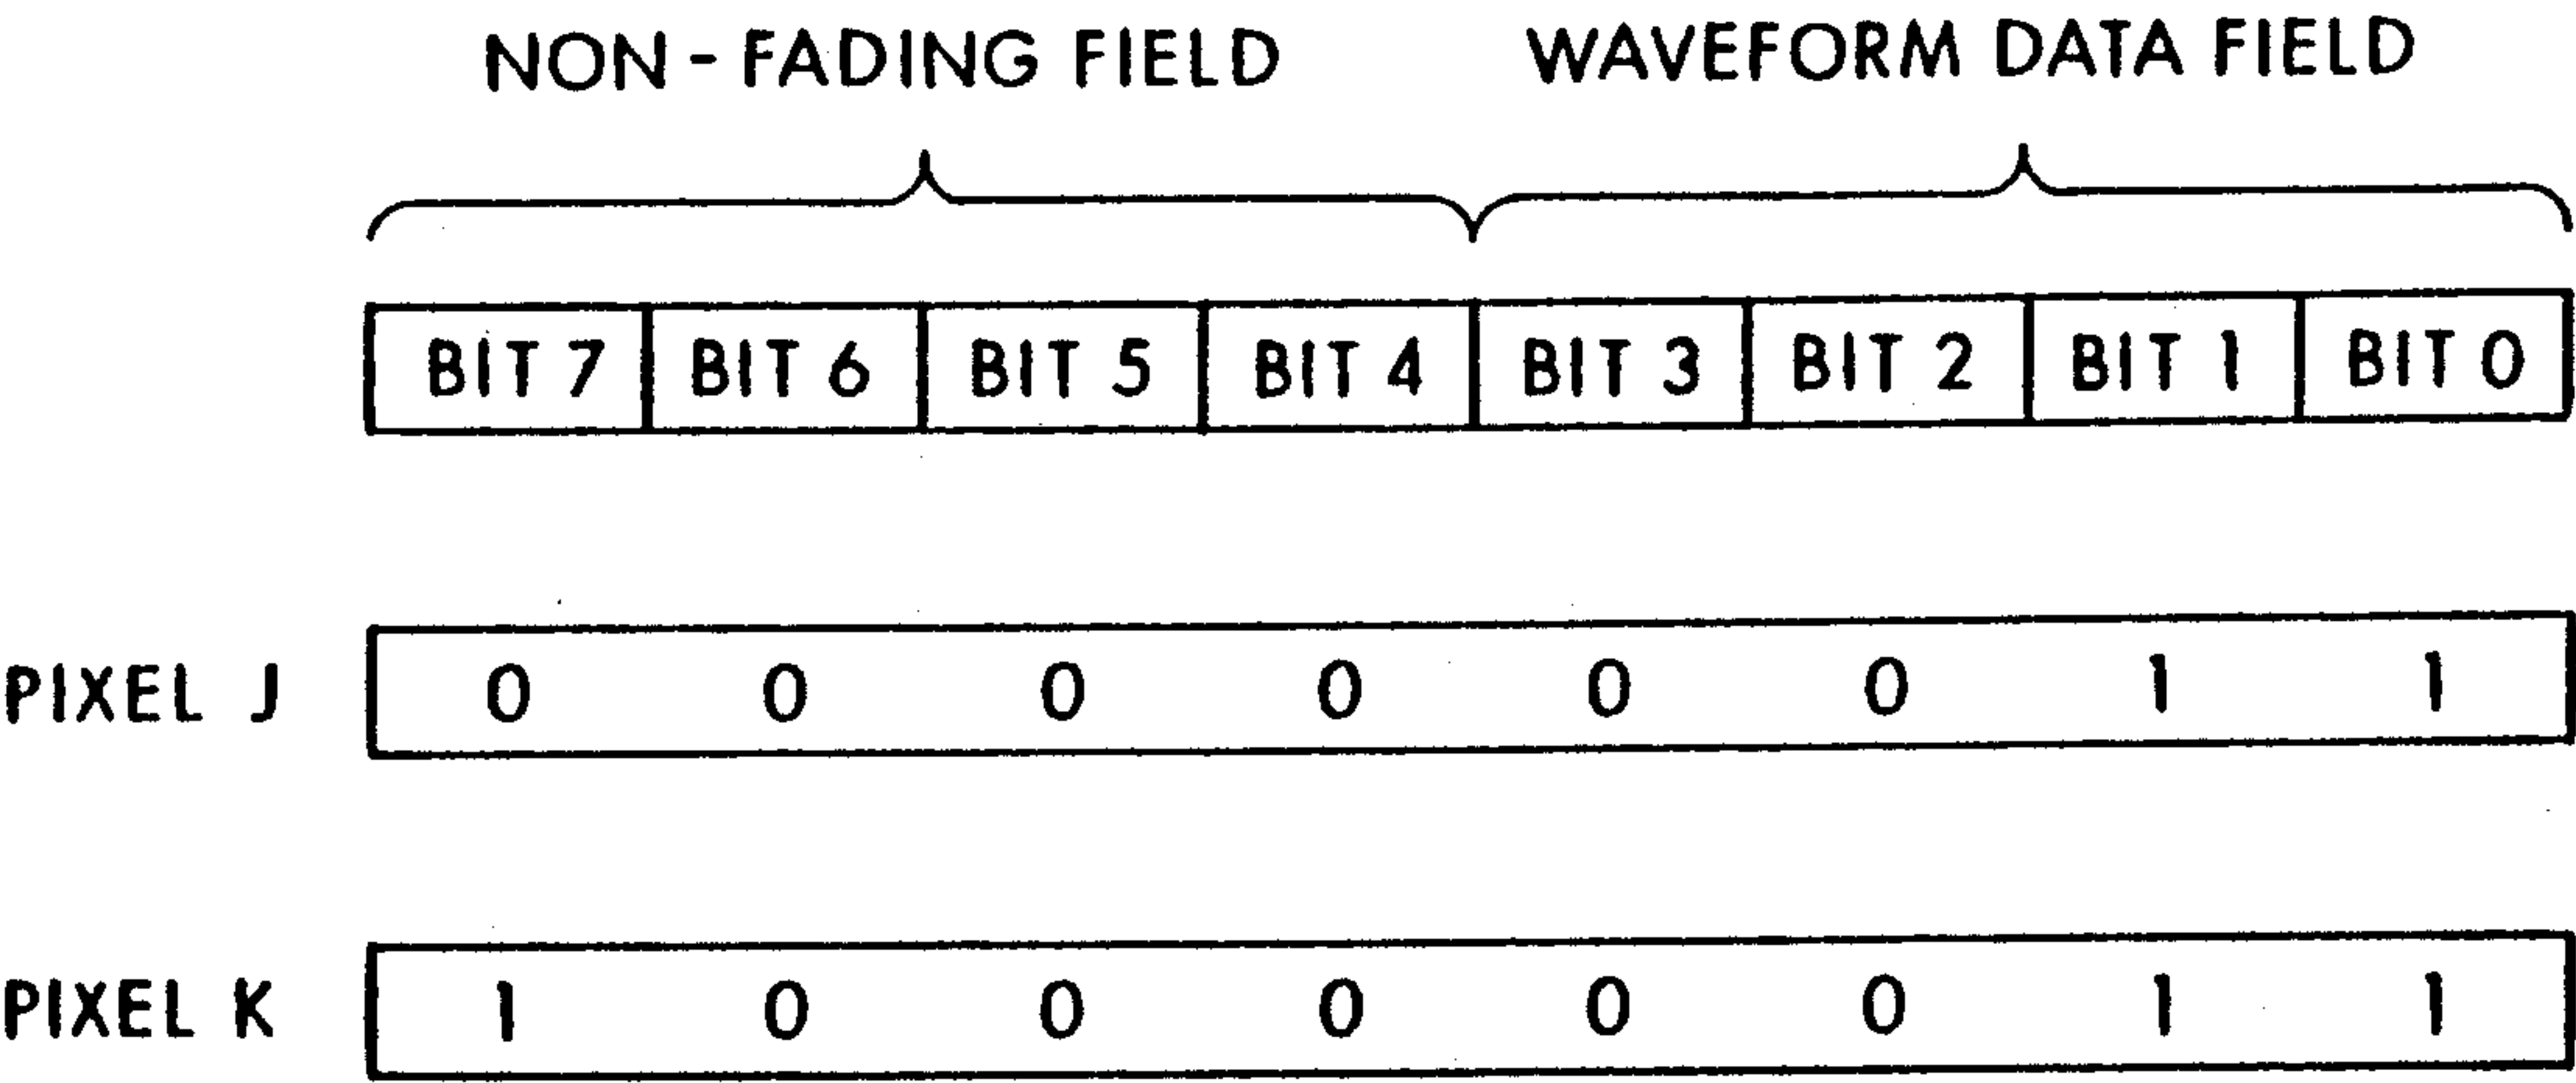 NON - FADING FIELD WAVEFORM DATA FIELD
BIT 7 BIT 6 BIT 5 BIT 4 BIT 3 BIT 2 BIT 1 BIT 0
PIXEL J 0 0 0 0 0 0 1 1
PIXEL K 1 0 0 0 0 0 1 1